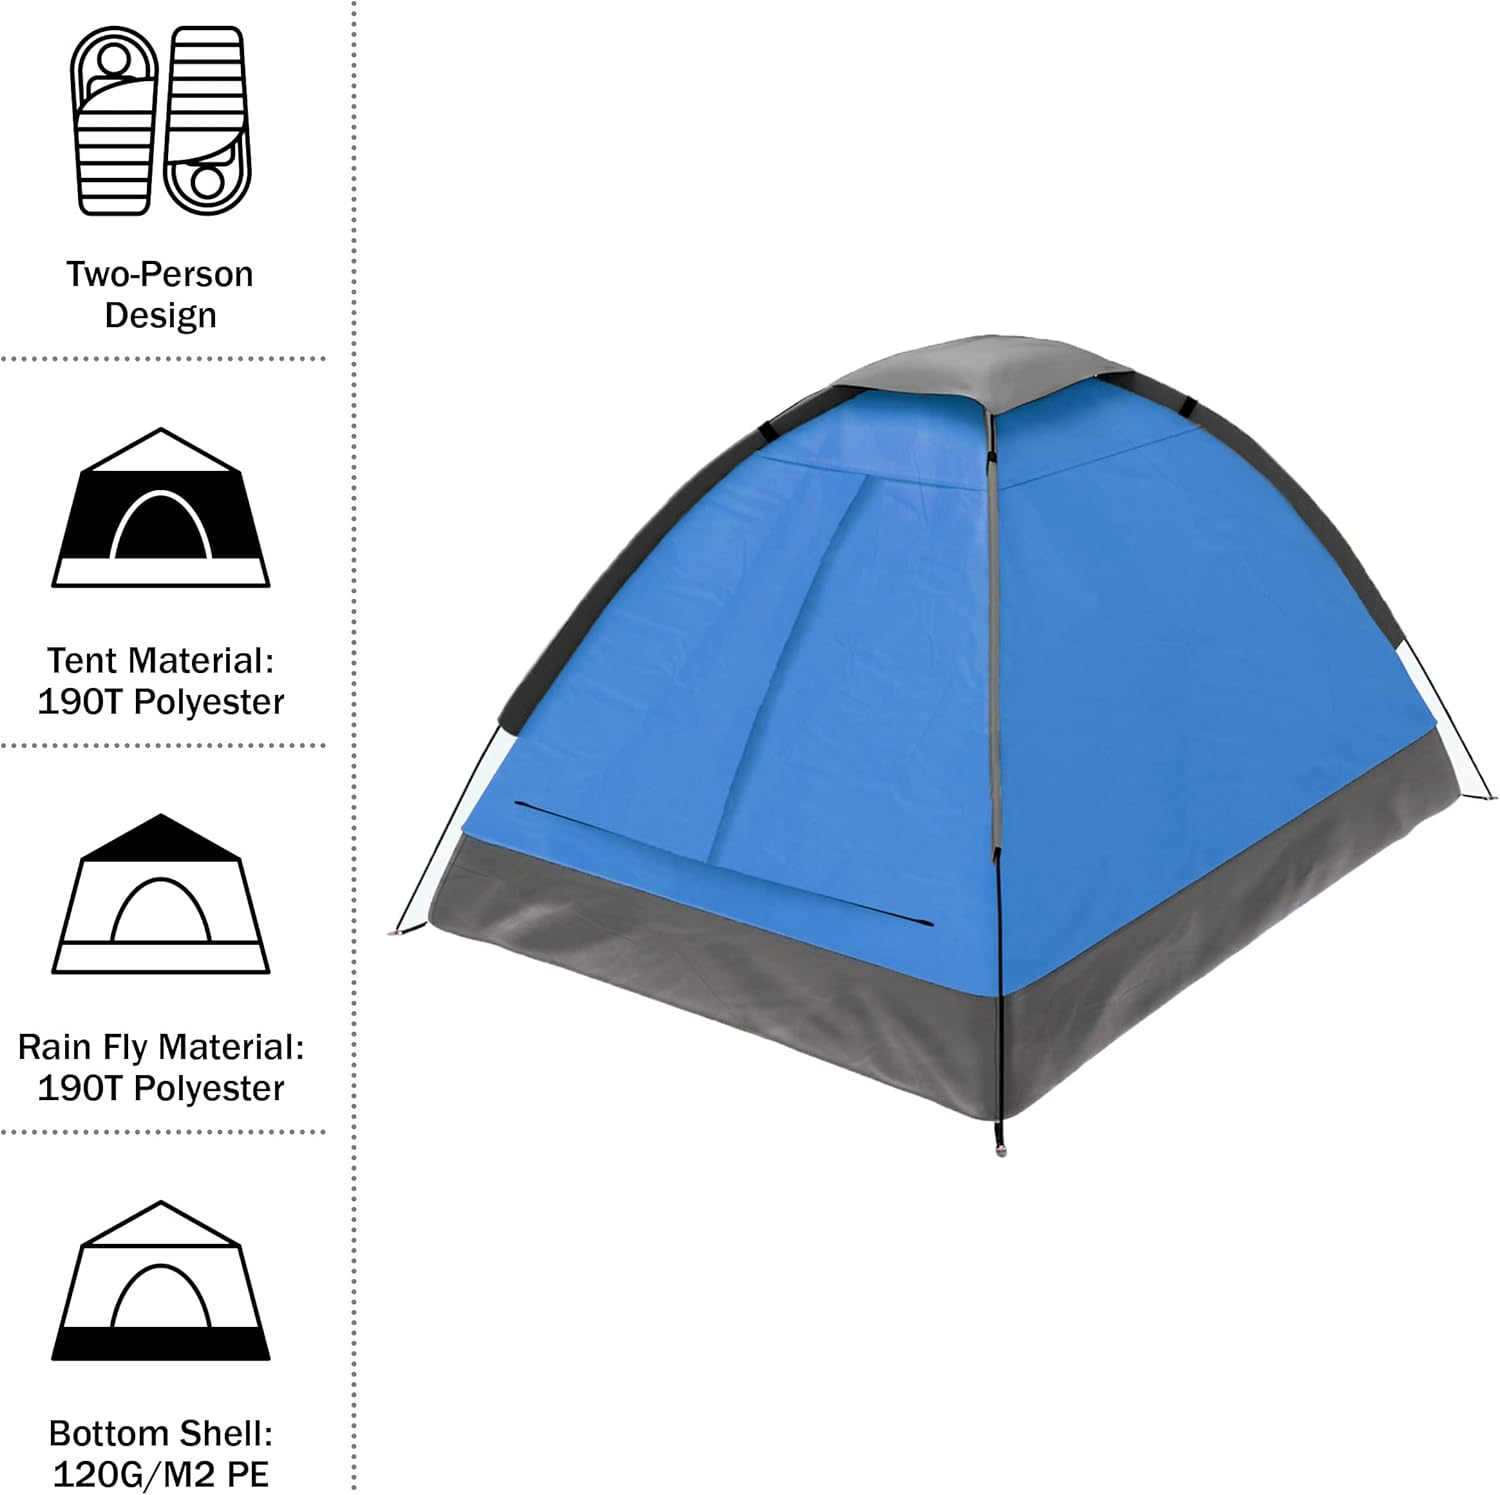 Two-Person
Design
Tent Material:
190T Polyester
Rain Fly Material:
190T Polyester
Bottom Shell:
120G/M2 PE